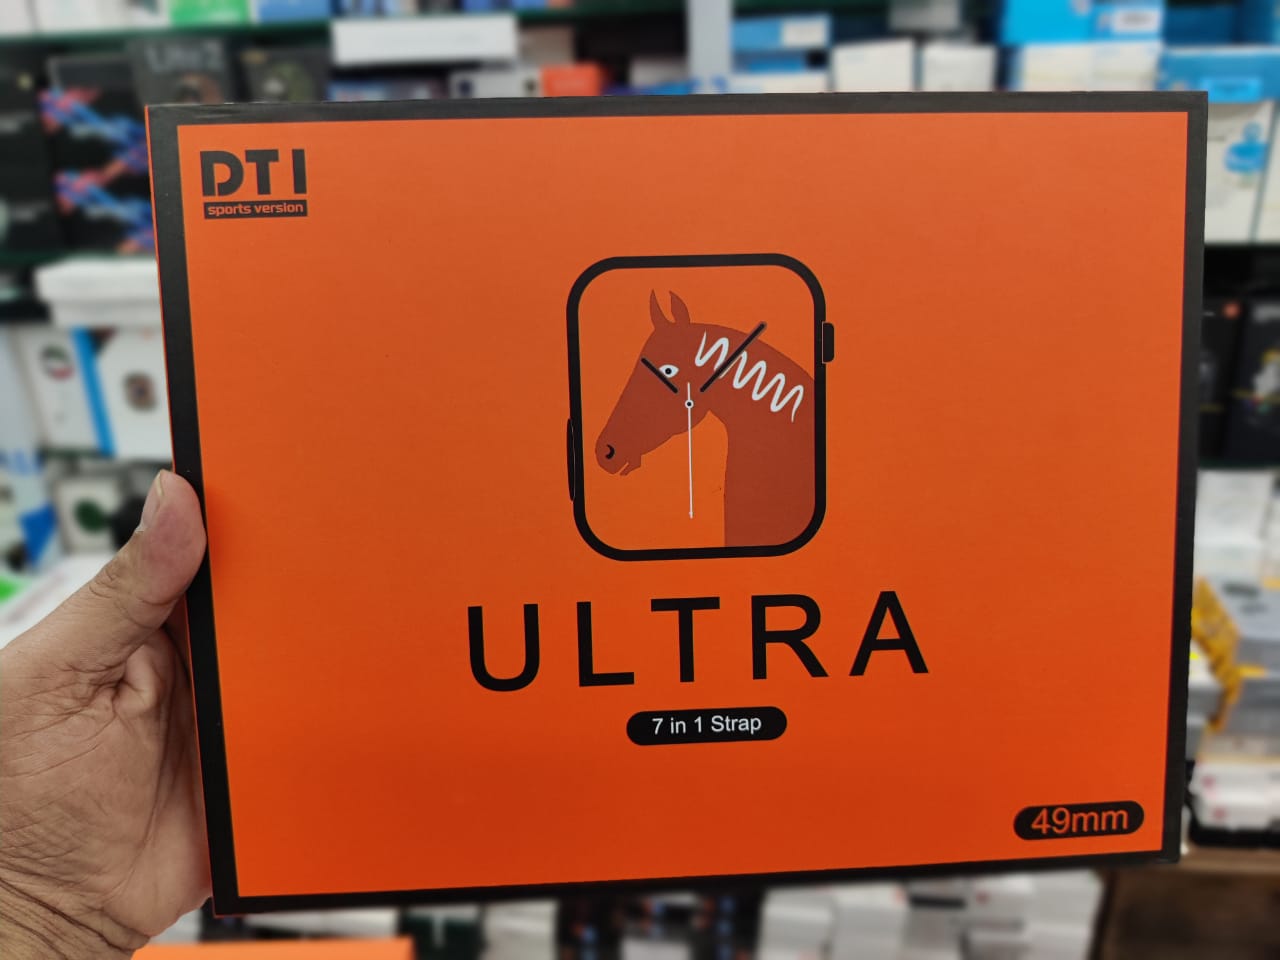 DTI
sports version
ULTRA
7 in 1 Strap
49mm